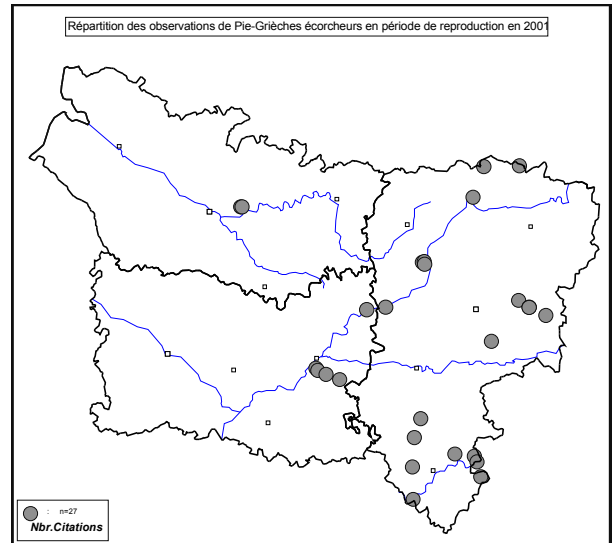 Répartition des observations de Pie-Grièches écorcheurs en période de reproduction en 2001
: n=27
Nbr.Citations